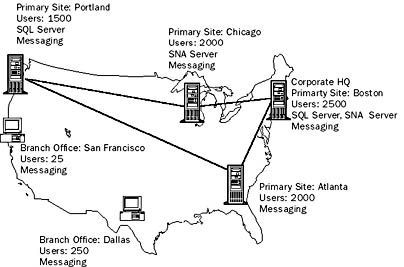 Primary Site: Portland
Users: 1500
SQL Server
Messaging
Primary Site: Chicago
Users: 2000
SNA Server
Messaging
Corporate HQ
Primarty Site: Boston
Users: 2500
SQL Server, SNA Server
Messaging
Branch Office: San Francisco
Users: 25
Messaging
Primary Site: Atlanta
Users: 2000
Messaging
Branch Office: Dallas
Users: 250
Messaging